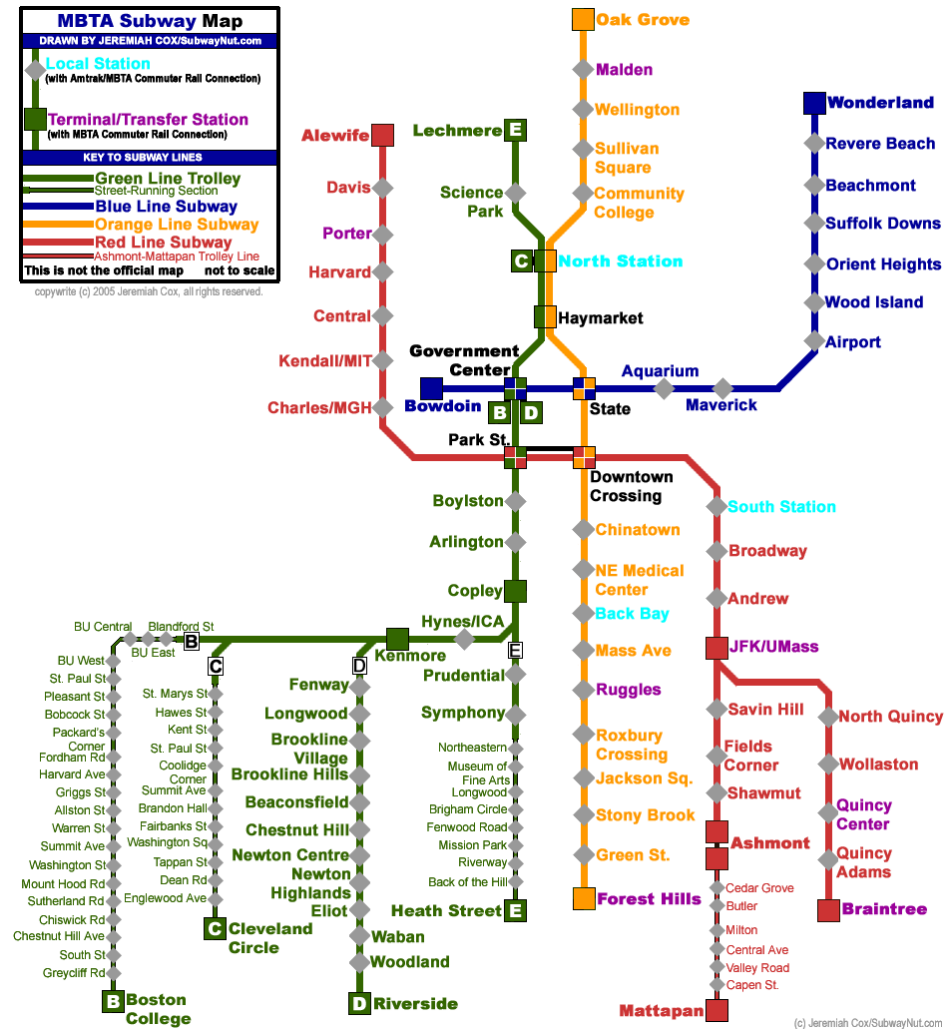 MBTA Subway Map
DRAWN BY JEREMIAH COX/SubwayNut.com
Local Station
(with Amtrak/MBTA Commuter Rail Connection)
Terminal/Transfer Station
(with MBTA Commuter Rail Connection)
KEY TO SUBWAY LINES
Green Line Trolley
Street-Running Section
Blue Line Subway
Orange Line Subway
Red Line Subway
Ashmont-Mattapan Trolley Line
This is not the official map not to scale
copywrite (c) 2005 Jeremiah Cox, all rights reserved.
Oak Grove
Malden
Wellington
Sullivan
Square
Community
College
Wonderland
Revere Beach
Beachmont
Suffolk Downs
Orient Heights
Wood Island
Airport
Alewife
Davis
Porter
Harvard
Central
Kendall/MIT
Charles/MGH
Lechmere
E
Science
Park
C
North Station
Haymarket
Government
Center
Bowdoin
B
D
State
Aquarium
Maverick
Park St.
Downtown
Crossing
Boylston
Arlington
Copley
Hynes/ICA
Kenmore
Chinatown
NE Medical
Center
Back Bay
Mass Ave
Ruggles
Roxbury
Crossing
Jackson Sq.
Stony Brook
Green St.
Forest Hills
South Station
Broadway
Andrew
JFK/UMass
Savin Hill
Fields
Corner
Shawmut
Ashmont
Cedar Grove
Butler
Milton
Central Ave
Valley Road
Capen St.
Mattapan
North Quincy
Wollaston
Quincy
Center
Quincy
Adams
Braintree
B
Blandford St
BU East
BU Central
BU West
St. Paul St
Pleasant St
Bobcock St
Packard's
Corner
Fordham Rd
Harvard Ave
Griggs St
Allston St
Warren St
Summit Ave
Washington St
Mount Hood Rd
Sutherland Rd
Chiswick Rd
Chestnut Hill Ave
South St
Greycliff Rd
B
Boston
College
C
St. Marys St
Hawes St
Kent St
St. Paul St
Coolidge
Corner
Summit Ave
Brandon Hall
Fairbanks St
Washington Sq
Tappan St
Dean Rd
Englewood Ave
C
Cleveland
Circle
D
Fenway
Longwood
Brookline
Village
Brookline Hills
Beaconsfield
Chestnut Hill
Newton Centre
Newton
Highlands
Eliot
Waban
Woodland
D
Riverside
E
Prudential
Symphony
Northeastern
Museum of
Fine Arts
Longwood
Brigham Circle
Fenwood Road
Mission Park
Riverway
Back of the Hill
Heath Street
E
(c) Jeremiah Cox/SubwayNut.com